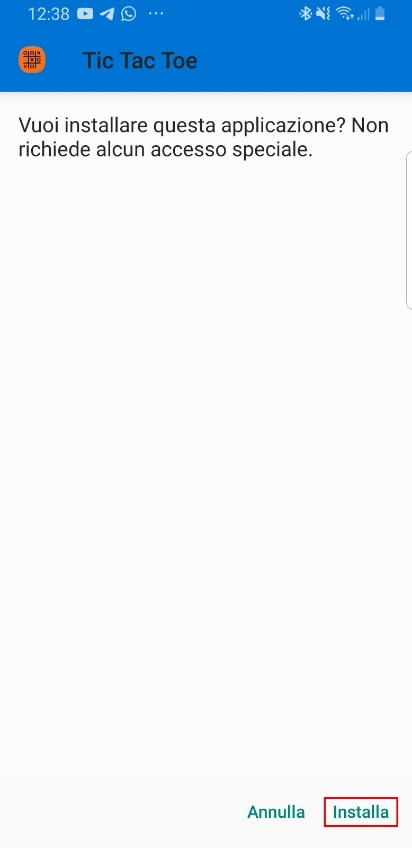 12:38
Tic Tac Toe
Vuoi installare questa applicazione? Non
richiede alcun accesso speciale.
Annulla Installa